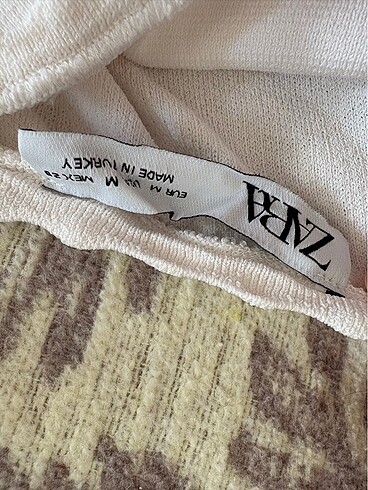 ZARA
EUR M USA M MEX 28
MADE IN TURKEY